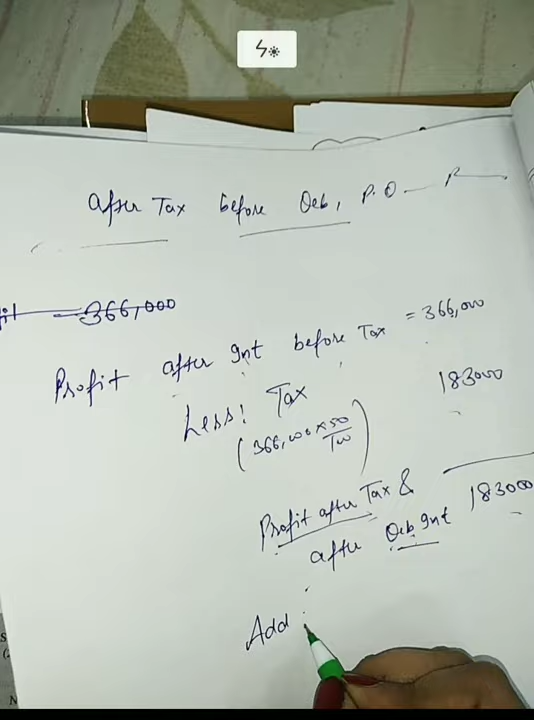 After Tax before Deb, P.O
366,000
Profit after Int before Tax = 366,000
Less: Tax 183000
(366,000 × 50
100)
Profit after Tax &
after Deb Int 183000
Add :